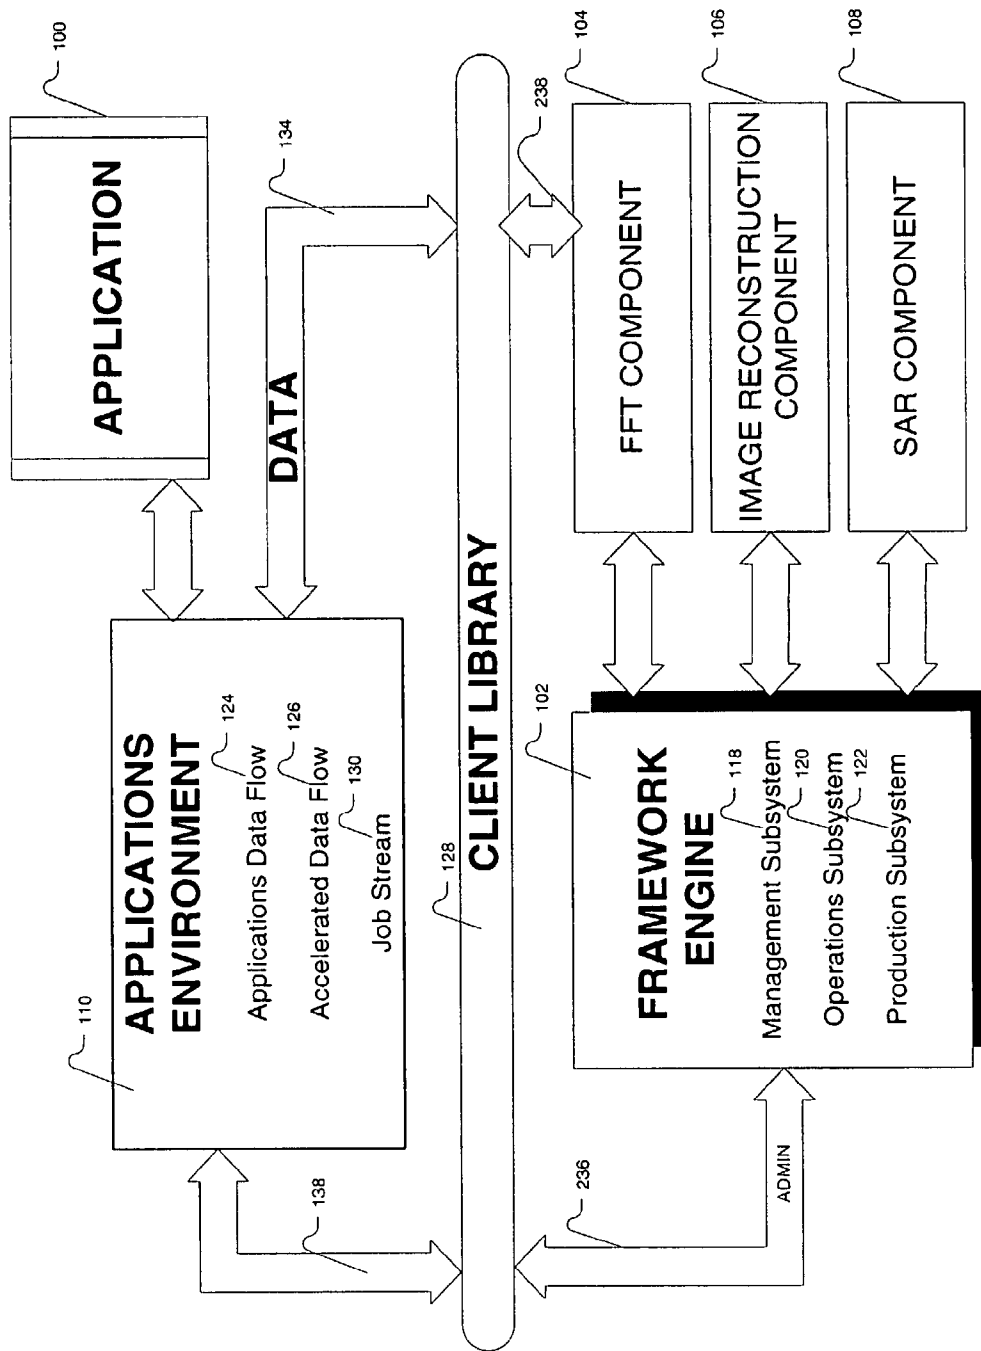 100
APPLICATION
134
DATA
110
APPLICATIONS
ENVIRONMENT
124
Applications Data Flow
126
Accelerated Data Flow
130
Job Stream
138
128
CLIENT LIBRARY
238
236
ADMIN
102
FRAMEWORK
ENGINE
118
Management Subsystem
120
Operations Subsystem
122
Production Subsystem
104
FFT COMPONENT
106
IMAGE RECONSTRUCTION
COMPONENT
108
SAR COMPONENT